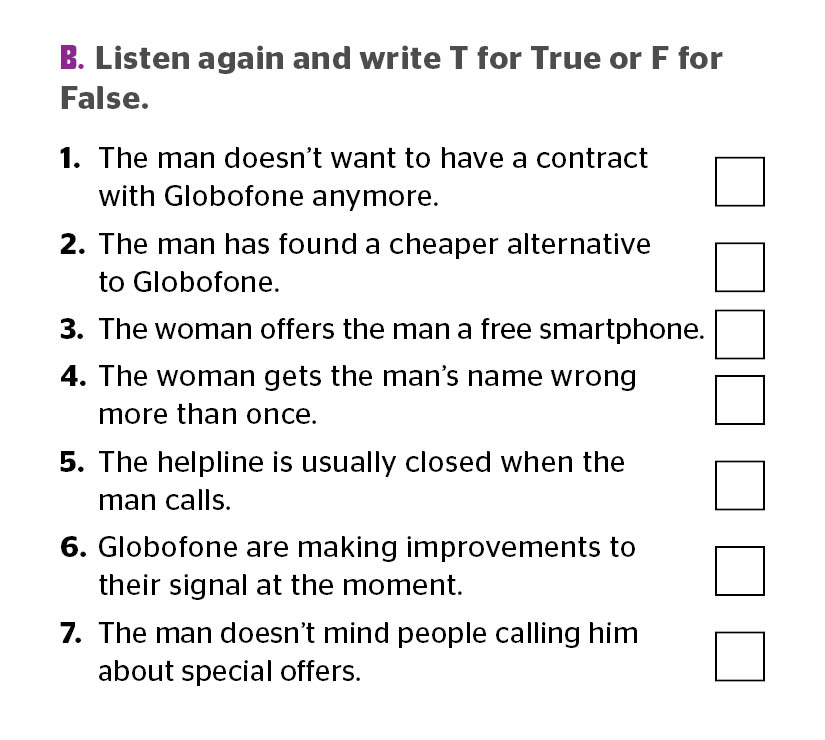 B. Listen again and write T for True or F for
False.
1. The man doesn’t want to have a contract
with Globofone anymore.
2. The man has found a cheaper alternative
to Globofone.
3. The woman offers the man a free smartphone.
4. The woman gets the man’s name wrong
more than once.
5. The helpline is usually closed when the
man calls.
6. Globofone are making improvements to
their signal at the moment.
7. The man doesn’t mind people calling him
about special offers.